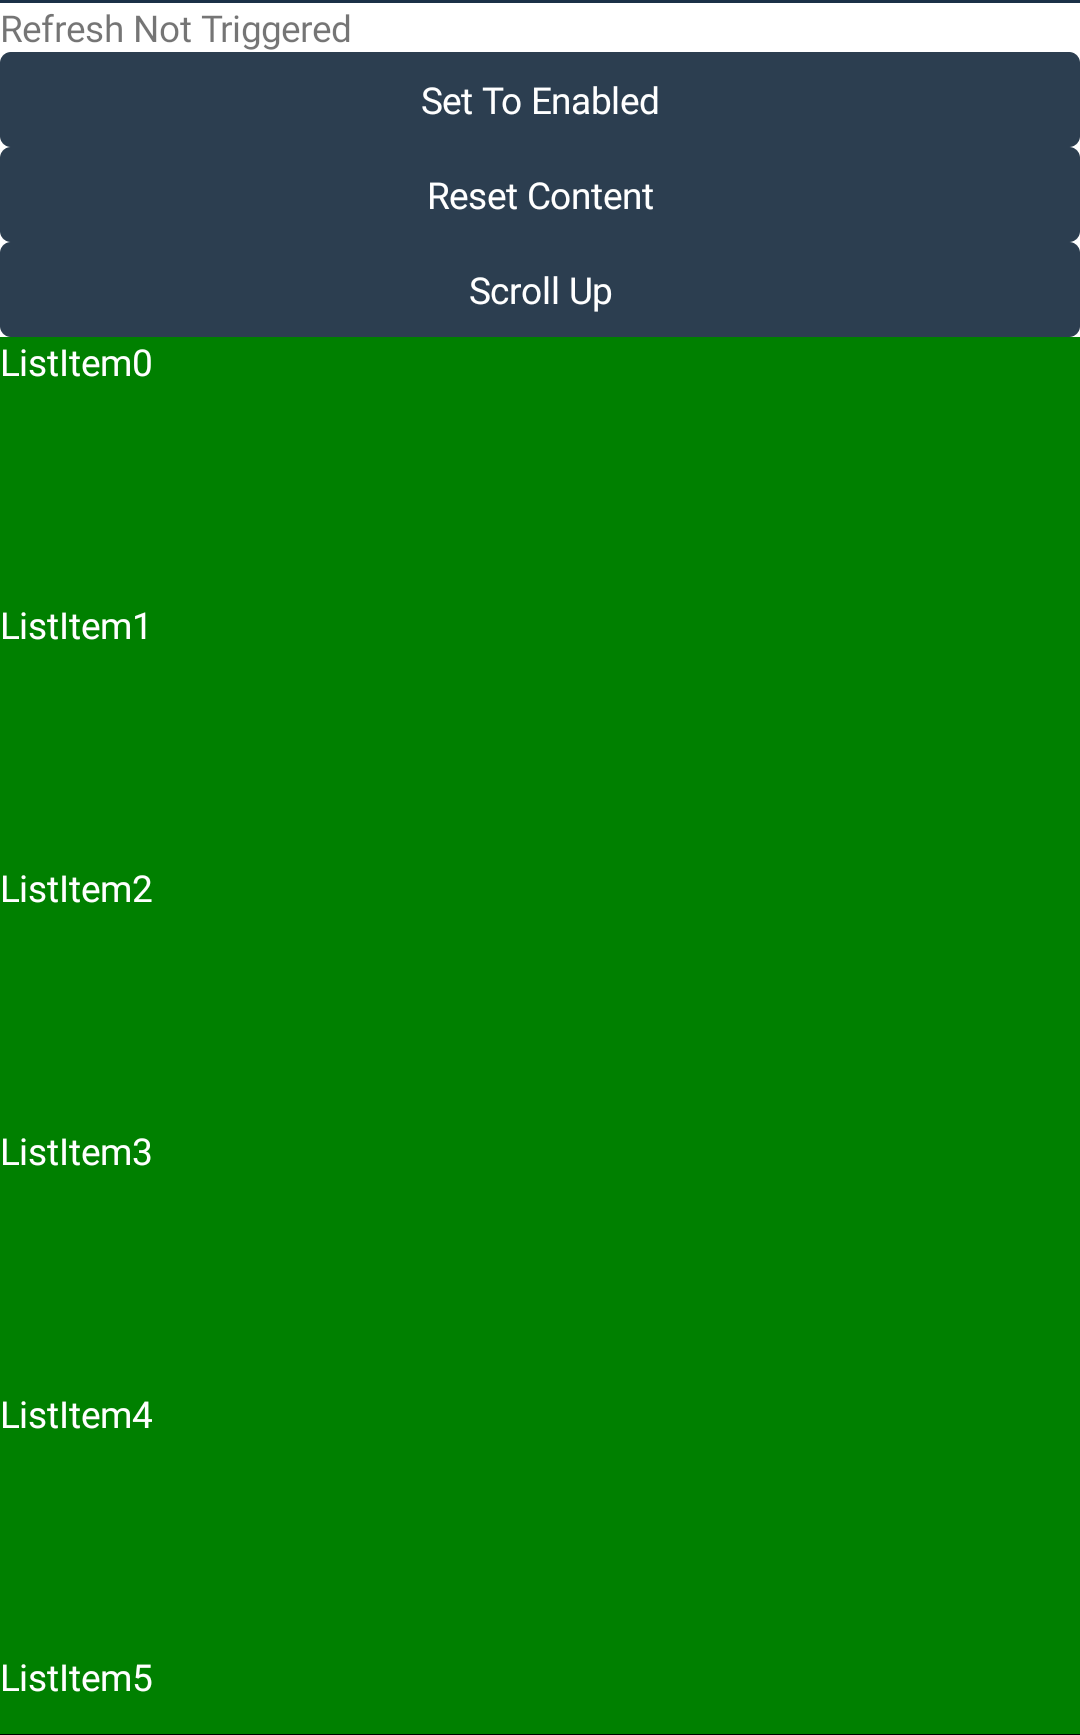 Refresh Not Triggered
Set To Enabled
Reset Content
Scroll Up
ListItem0
ListItem1
ListItem2
ListItem3
ListItem4
ListItem5